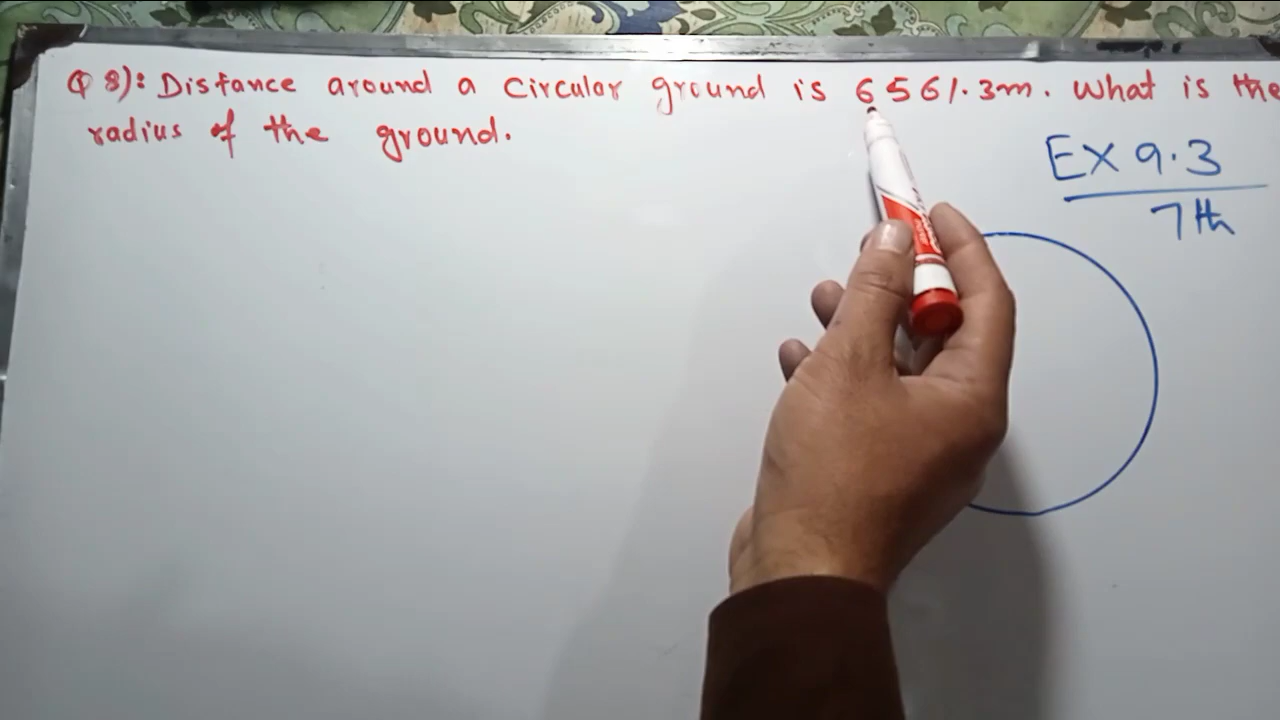 Q 8): Distance around a circular ground is 6561.3m. What is the
radius of the ground.
EX 9.3
7th